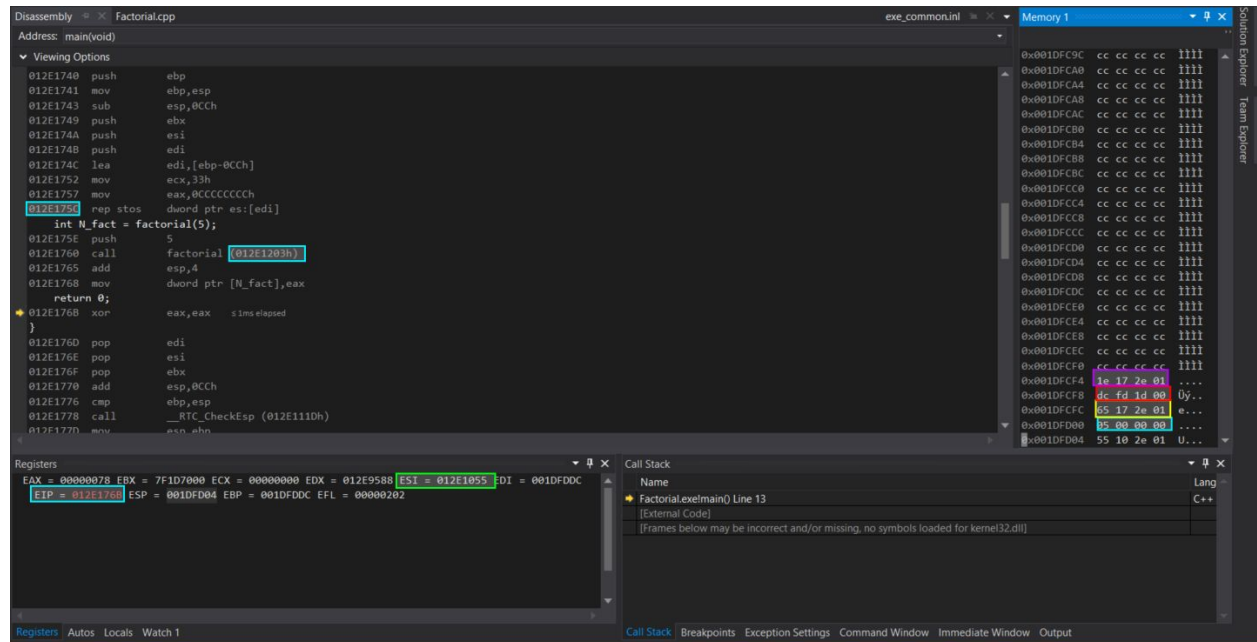 Disassembly Factorial.cpp exe_common.inl
Address: main(void)
Viewing Options
012E1740 push ebp
012E1741 mov ebp,esp
012E1743 sub esp,0CCh
012E1749 push ebx
012E174A push esi
012E174B push edi
012E174C lea edi,[ebp-0CCh]
012E1752 mov ecx,33h
012E1757 mov eax,0CCCCCCCCh
012E175C rep stos dword ptr es:[edi]
int N_fact = factorial(5);
012E175E push 5
012E1760 call factorial (012E1203h)
012E1765 add esp,4
012E1768 mov dword ptr [N_fact],eax
return 0;
012E176B xor eax,eax ≤1ms elapsed
}
012E176D pop edi
012E176E pop esi
012E176F pop ebx
012E1770 add esp,0CCh
012E1776 cmp ebp,esp
012E1778 call __RTC_CheckEsp (012E111Dh)
012E177D mov esp,ebp
Memory 1
0x001DFC9C cc cc cc cc ÌÌÌÌ
0x001DFCA0 cc cc cc cc ÌÌÌÌ
0x001DFCA4 cc cc cc cc ÌÌÌÌ
0x001DFCA8 cc cc cc cc ÌÌÌÌ
0x001DFCAC cc cc cc cc ÌÌÌÌ
0x001DFCB0 cc cc cc cc ÌÌÌÌ
0x001DFCB4 cc cc cc cc ÌÌÌÌ
0x001DFCB8 cc cc cc cc ÌÌÌÌ
0x001DFCBC cc cc cc cc ÌÌÌÌ
0x001DFCC0 cc cc cc cc ÌÌÌÌ
0x001DFCC4 cc cc cc cc ÌÌÌÌ
0x001DFCC8 cc cc cc cc ÌÌÌÌ
0x001DFCCC cc cc cc cc ÌÌÌÌ
0x001DFCD0 cc cc cc cc ÌÌÌÌ
0x001DFCD4 cc cc cc cc ÌÌÌÌ
0x001DFCD8 cc cc cc cc ÌÌÌÌ
0x001DFCDC cc cc cc cc ÌÌÌÌ
0x001DFCE0 cc cc cc cc ÌÌÌÌ
0x001DFCE4 cc cc cc cc ÌÌÌÌ
0x001DFCE8 cc cc cc cc ÌÌÌÌ
0x001DFCEC cc cc cc cc ÌÌÌÌ
0x001DFCF0 cc cc cc cc ÌÌÌÌ
0x001DFCF4 1e 17 2e 01 ....
0x001DFCF8 dc fd 1d 00 Üý..
0x001DFCFC 65 17 2e 01 e...
0x001DFD00 05 00 00 00 ....
0x001DFD04 55 10 2e 01 U...
Solution Explorer
Team Explorer
Registers
EAX = 00000078 EBX = 7F1D7000 ECX = 00000000 EDX = 012E9588 ESI = 012E1055 EDI = 001DFDDC
EIP = 012E176B ESP = 001DFD04 EBP = 001DFDDC EFL = 00000202
Registers Autos Locals Watch 1
Call Stack
Name Lang
Factorial.exe!main() Line 13 C++
[External Code]
[Frames below may be incorrect and/or missing, no symbols loaded for kernel32.dll]
Call Stack Breakpoints Exception Settings Command Window Immediate Window Output